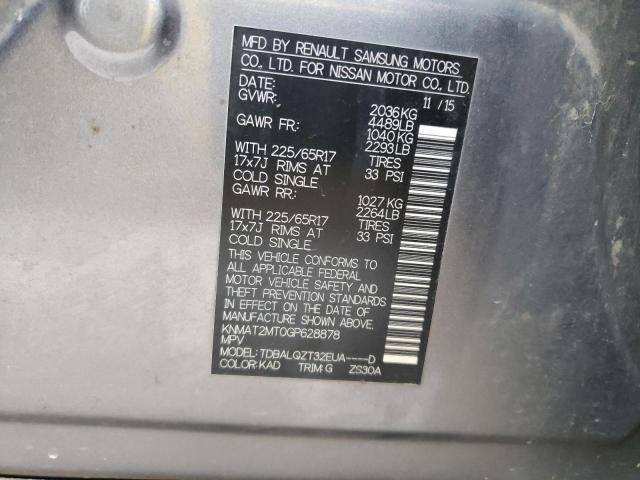 MFD BY RENAULT SAMSUNG MOTORS
CO., LTD. FOR NISSAN MOTOR CO., LTD.
DATE: 11 / 15
GVWR: 2036KG
4489LB
GAWR FR: 1040 KG
2293LB
WITH 225/65R17 TIRES
17x7J RIMS AT 33 PSI
COLD SINGLE
GAWR RR: 1027 KG
2264LB
WITH 225/65R17 TIRES
17x7J RIMS AT 33 PSI
COLD SINGLE
THIS VEHICLE CONFORMS TO
ALL APPLICABLE FEDERAL
MOTOR VEHICLE SAFETY AND
THEFT PREVENTION STANDARDS
IN EFFECT ON THE DATE OF
MANUFACTURE SHOWN ABOVE.
KNMAT2MT0GP628878
MPV
MODEL: TDBALQZT32EUA----D
COLOR: KAD TRIM: G ZS30A